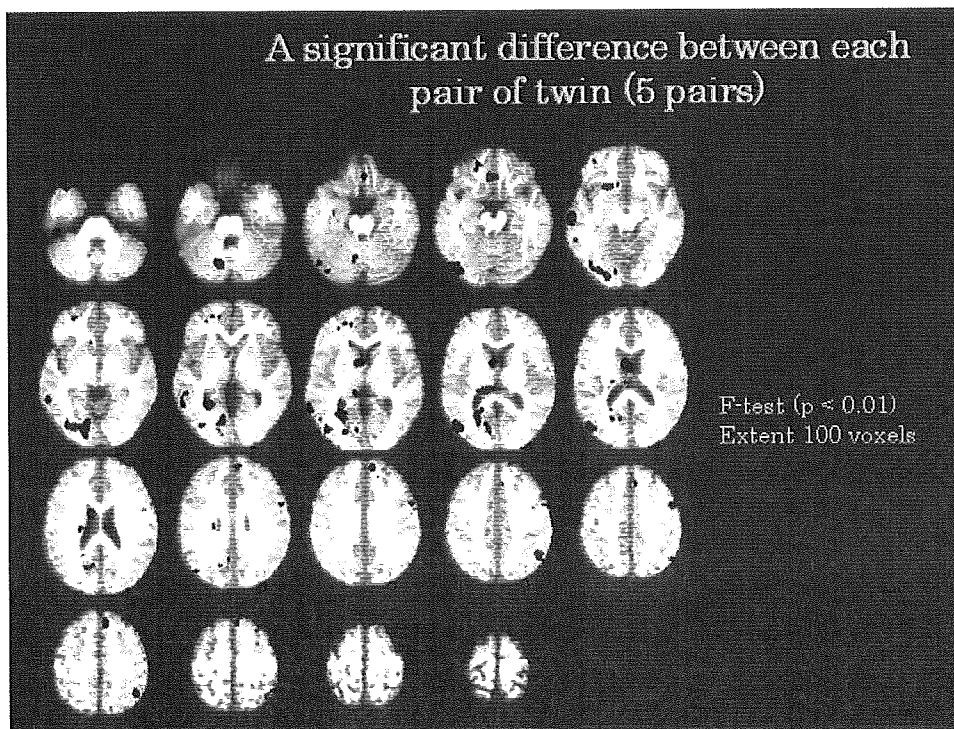 A significant difference between each
pair of twin (5 pairs)
F-test (p < 0.01)
Extent 100 voxels